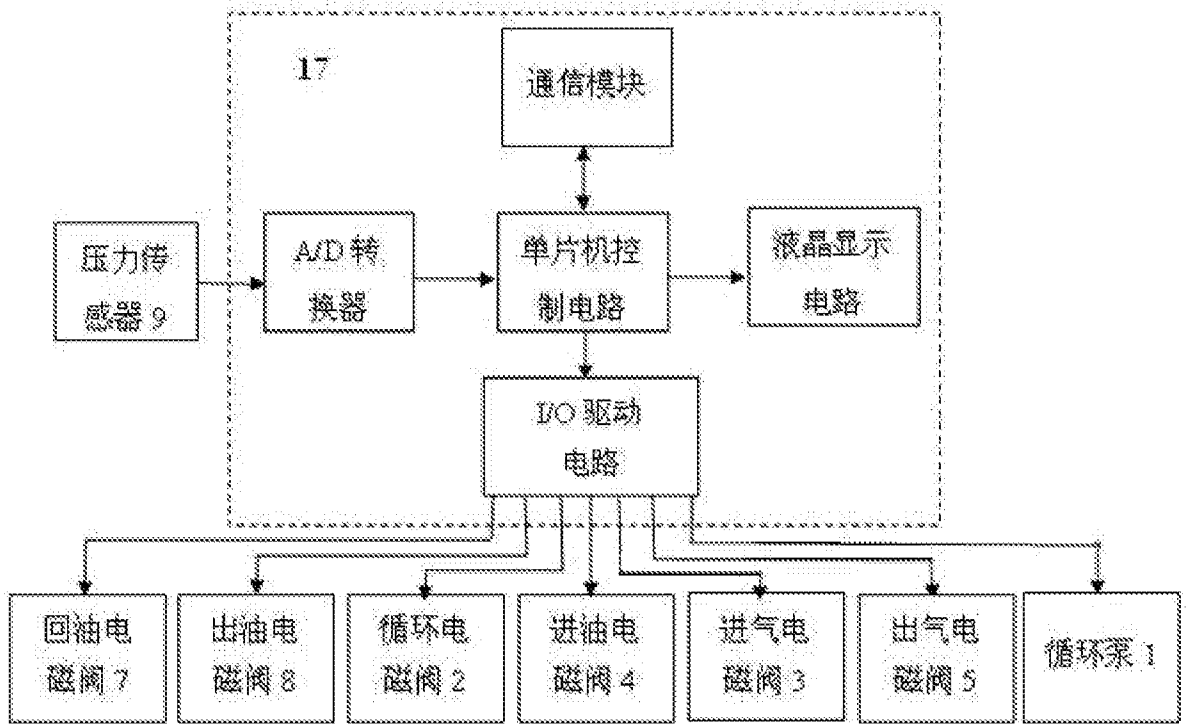 17
通信模块
压力传
感器 9
A/D 转
换器
单片机控
制电路
液晶显示
电路
I/O 驱动
电路
回油电
磁阀 7
出油电
磁阀 8
循环电
磁阀 2
进油电
磁阀 4
进气电
磁阀 3
出气电
磁阀 5
循环泵 1